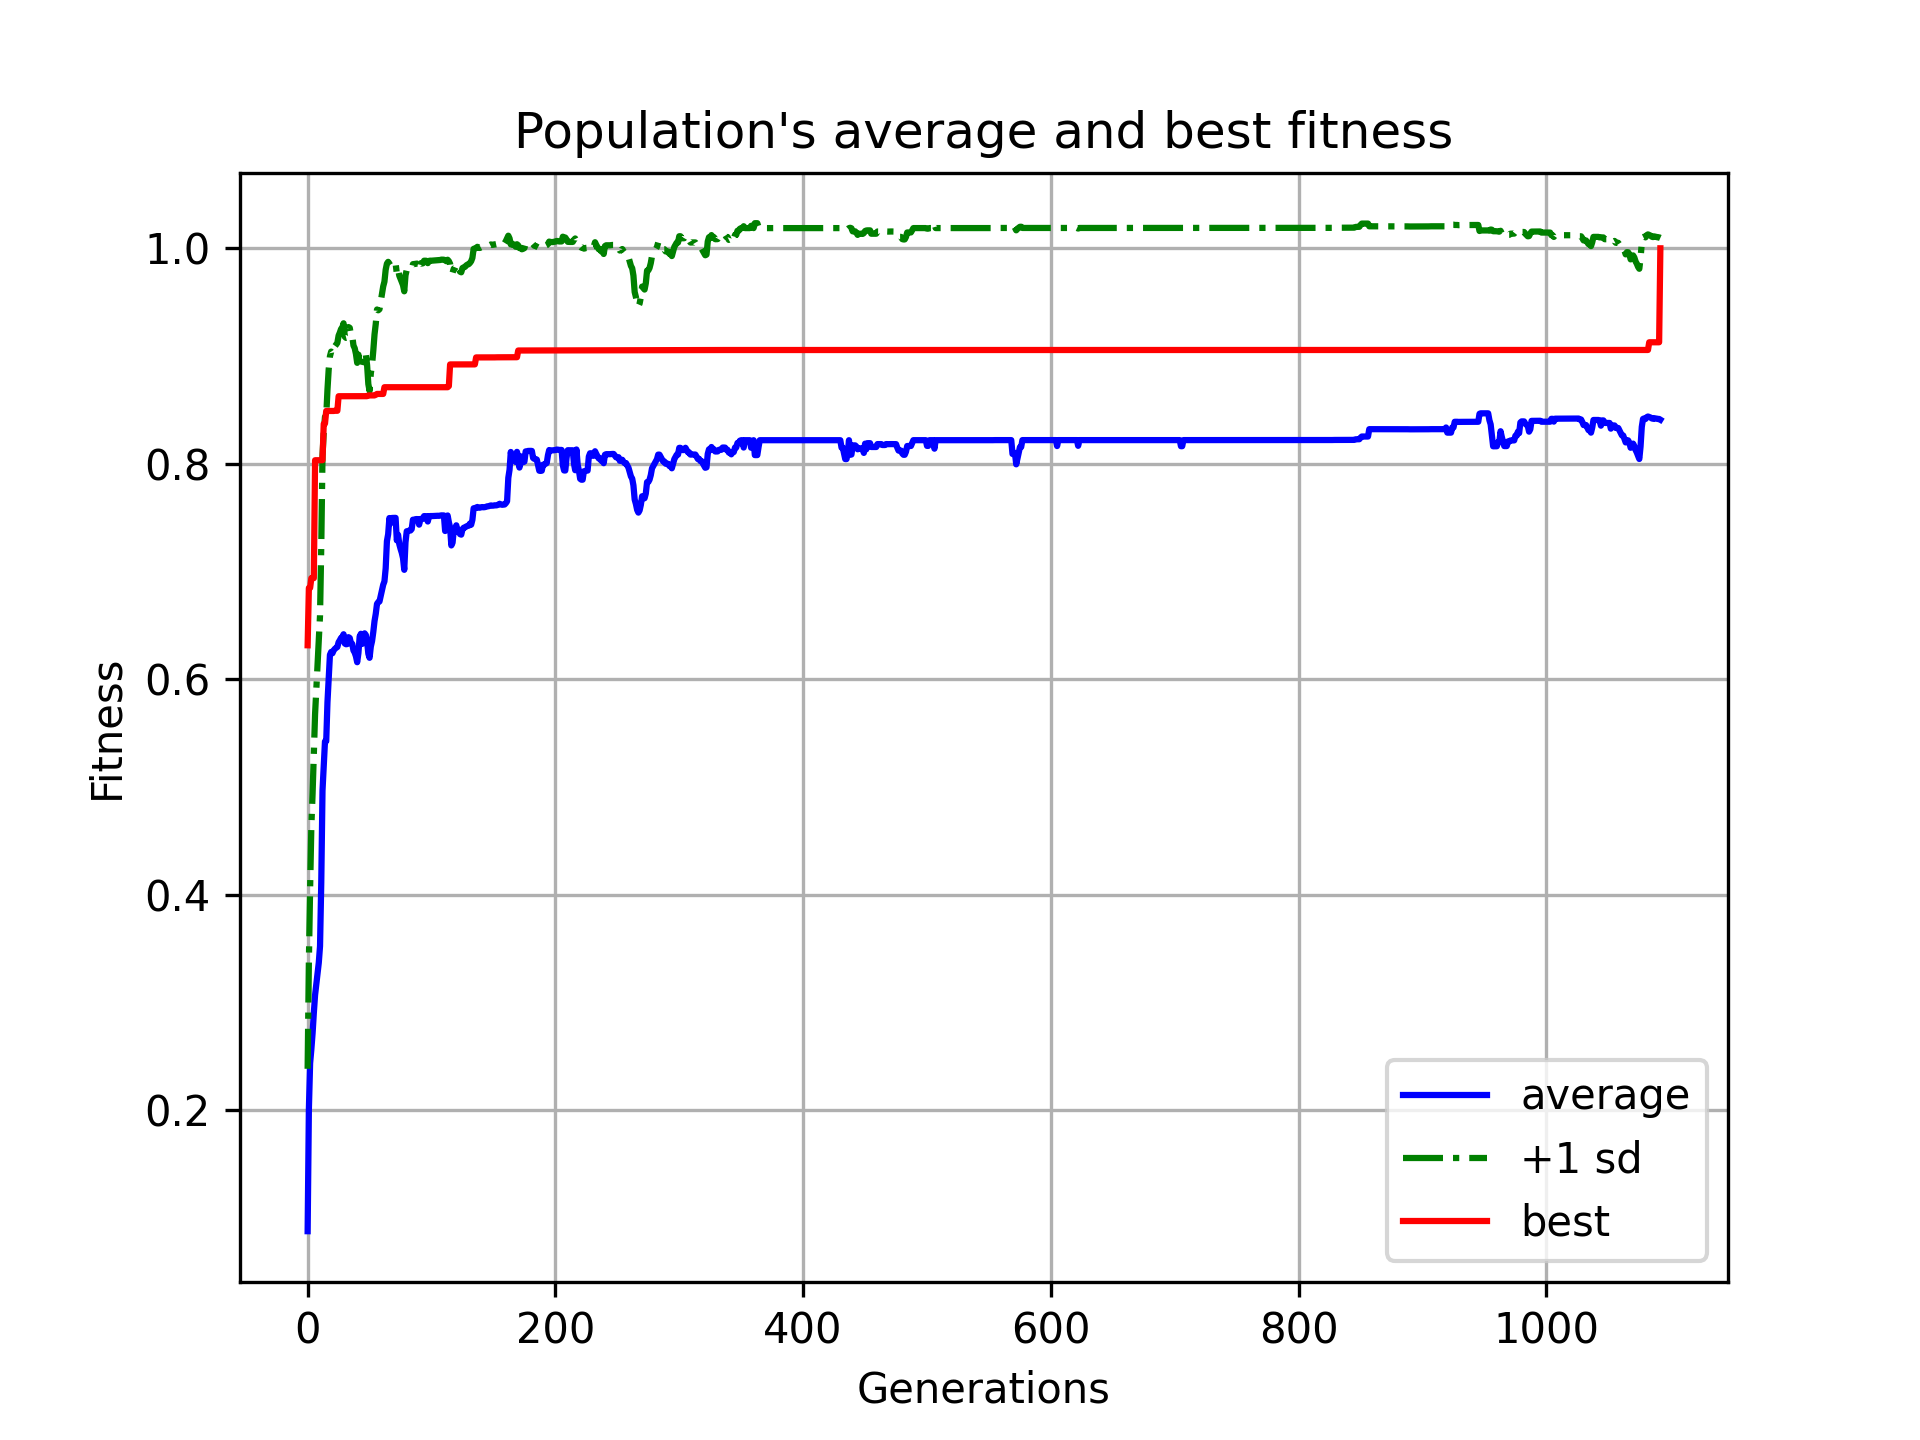 Population's average and best fitness
1.0
0.8
0.6
0.4
0.2
Fitness
0 200 400 600 800 1000
Generations
average
+1 sd
best